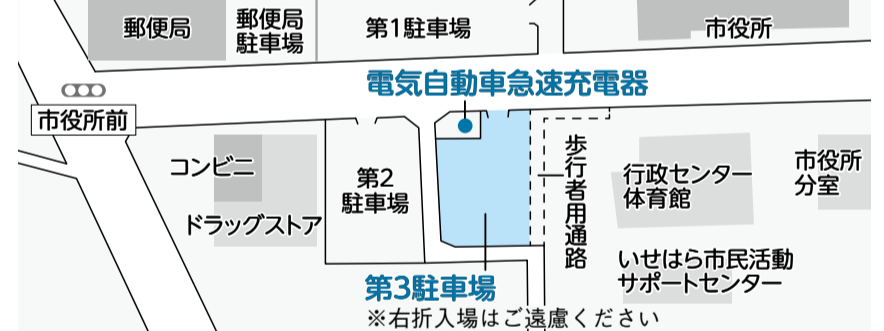 郵便局
郵便局
駐車場
第1駐車場
市役所
電気自動車急速充電器
市役所前
コンビニ
ドラッグストア
第2
駐車場
歩行者用通路
行政センター
体育館
市役所
分室
いせはら市民活動
サポートセンター
第3駐車場
※右折入場はご遠慮ください